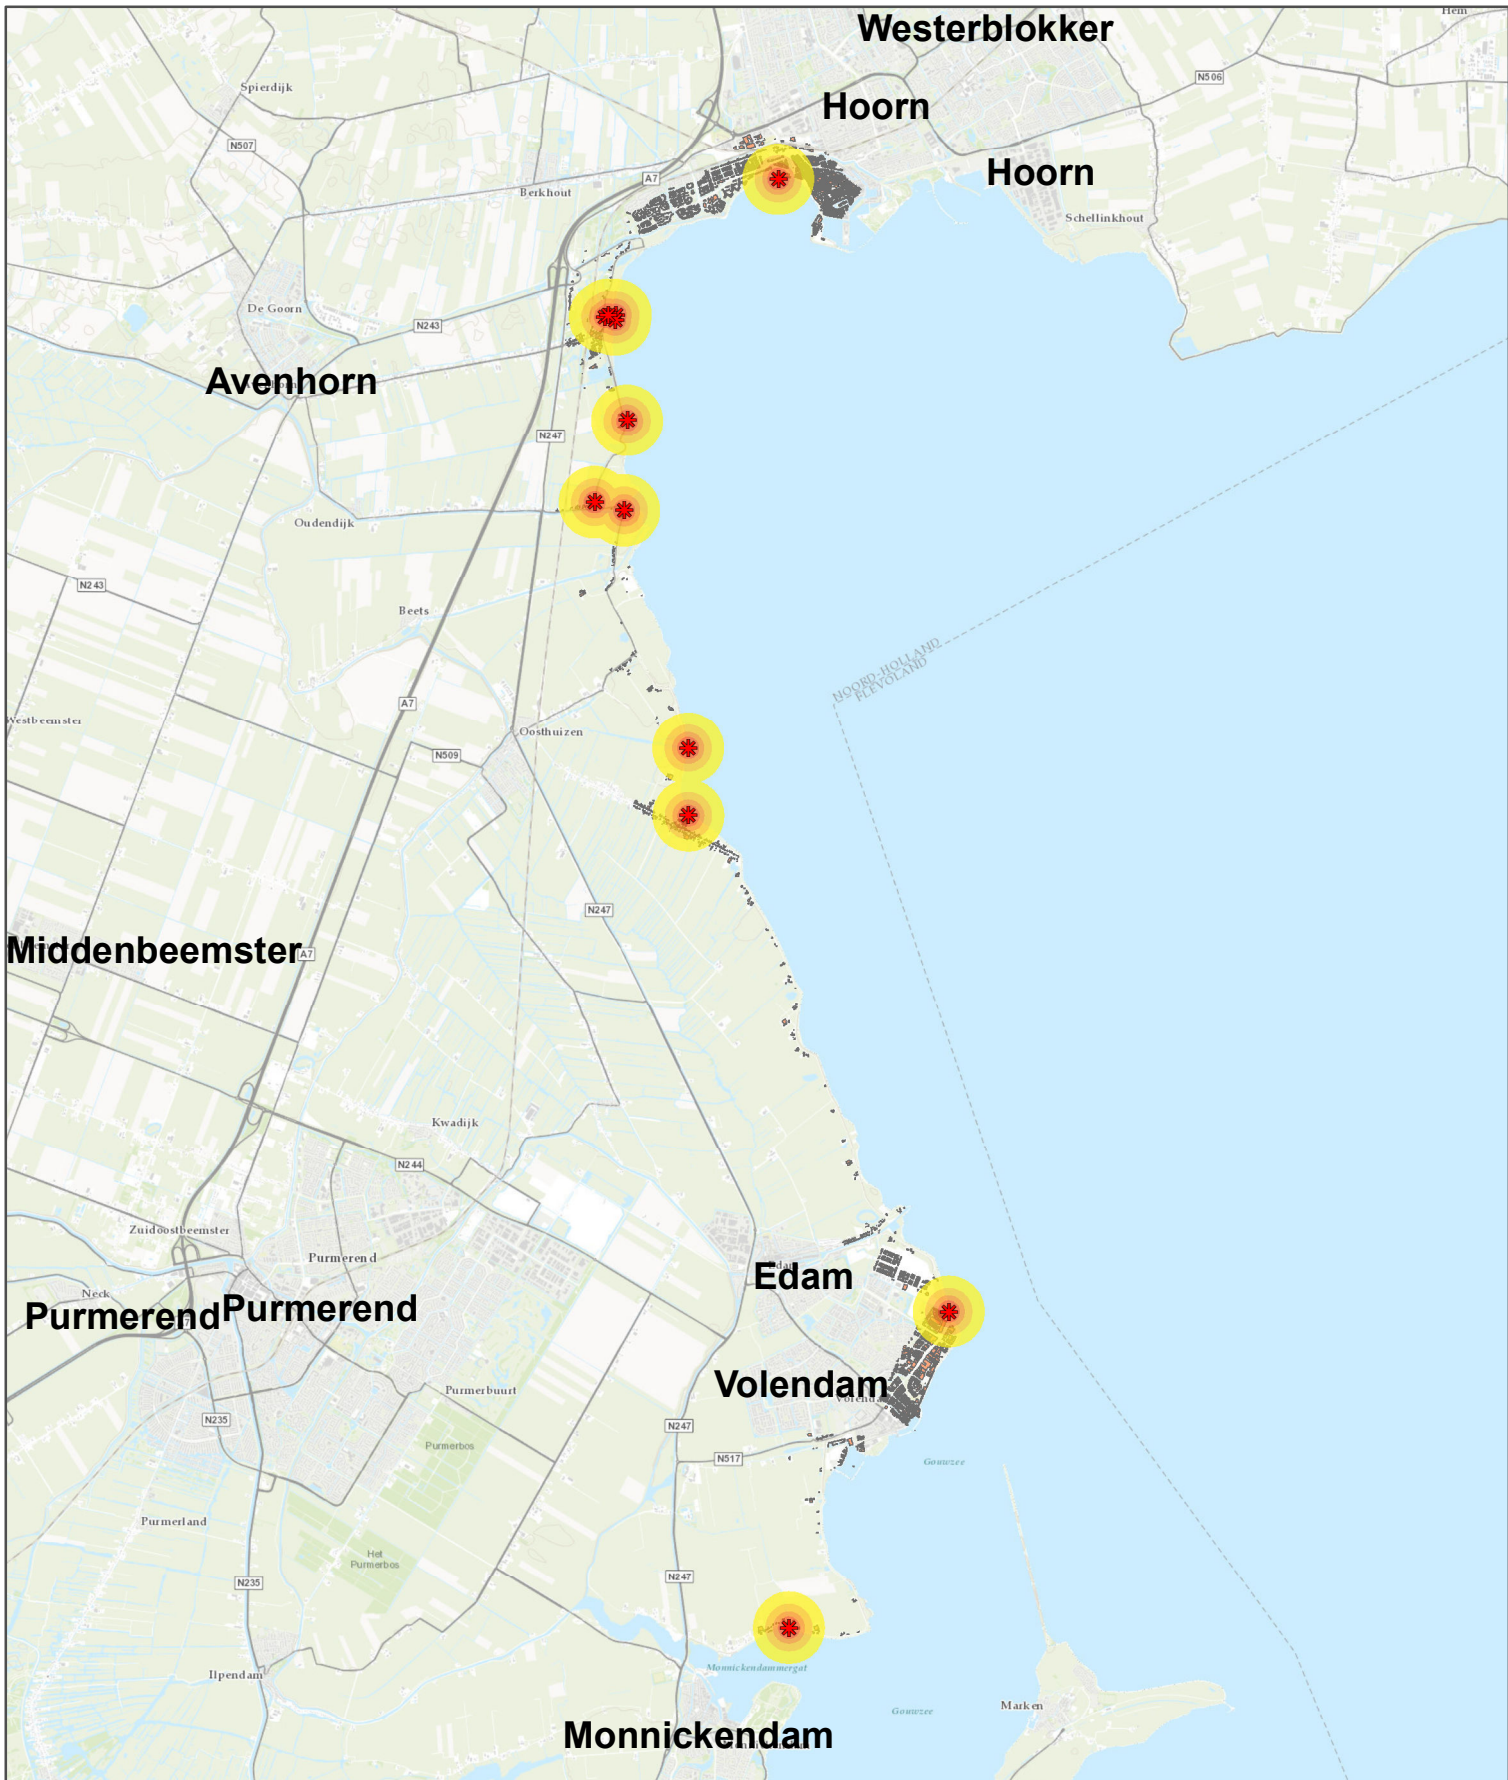 Hem
Westerblokker
N506
Spierdijk
Hoorn
N507
Hoorn
A7
Berkhout
Schellinkhout
De Goorn
N243
Avenhorn
N247
Oudendijk
N243
Beets
NOORD-HOLLAND
FLEVOLAND
A7
Westbeemster
Oosthuizen
N509
N247
Middenbeemster
A7
Kwadijk
N244
Zuidoostbeemster
Purmerend
Edam
Neck
Purmerend
Purmerend
Volendam
Purmerbuurt
N235
N247
Purmerbos
N517
Gouwzee
Purmerland
Het
Purmerbos
N247
N235
Ilpendam
Monnickendammergat
Marken
Gouwzee
Monnickendam